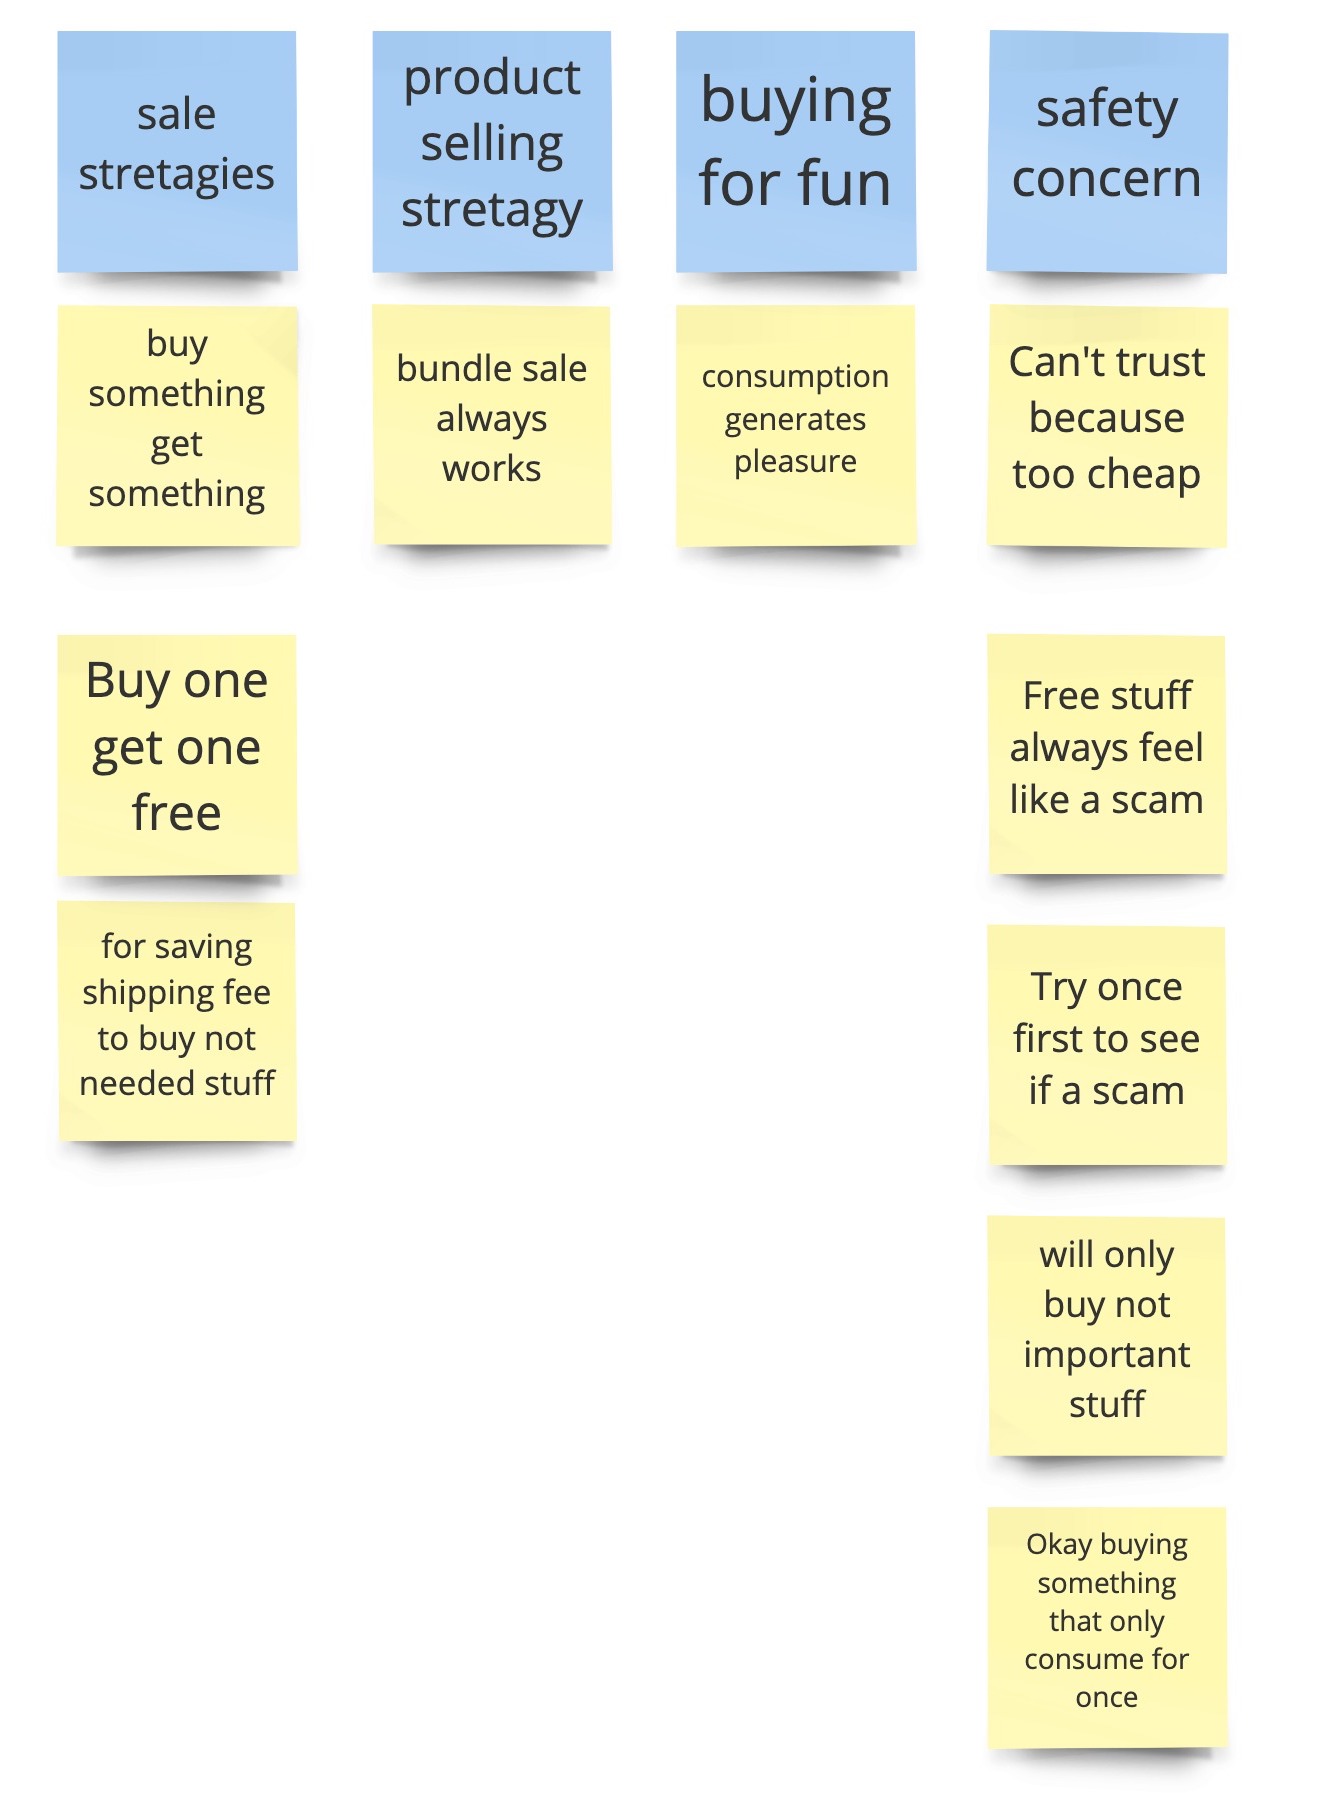 sale
stretagies
product
selling
stretagy
buying
for fun
safety
concern
buy
something
get
something
bundle sale
always
works
consumption
generates
pleasure
Can't trust
because
too cheap
Buy one
get one
free
Free stuff
always feel
like a scam
for saving
shipping fee
to buy not
needed stuff
Try once
first to see
if a scam
will only
buy not
important
stuff
Okay buying
something
that only
consume for
once